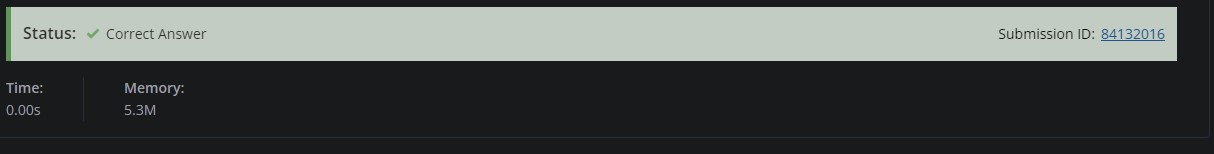 Status: Correct Answer Submission ID: 84132016
Time: Memory:
0.00s 5.3M